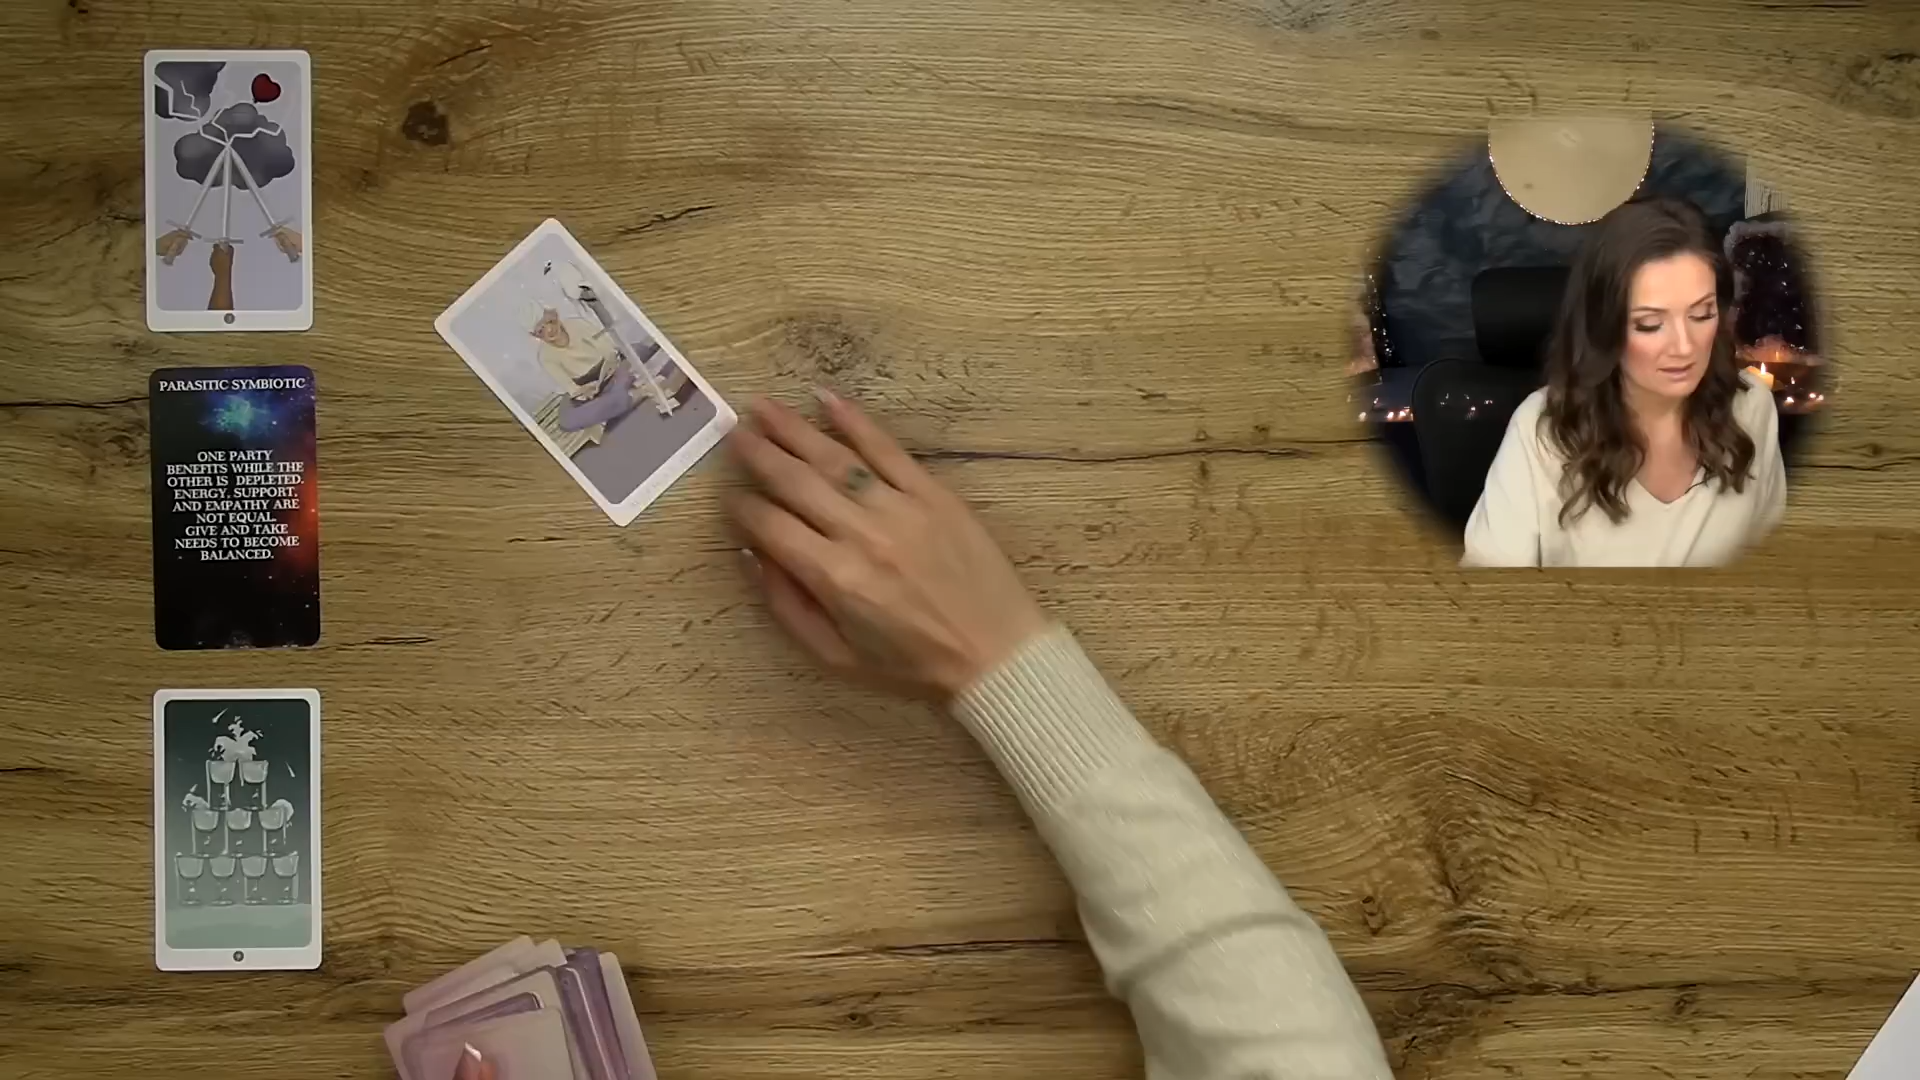 PARASITIC SYMBIOTIC
ONE PARTY
BENEFITS WHILE THE
OTHER IS DEPLETED.
ENERGY, SUPPORT,
AND EMPATHY ARE
NOT EQUAL.
GIVE AND TAKE
NEEDS TO BECOME
BALANCED.